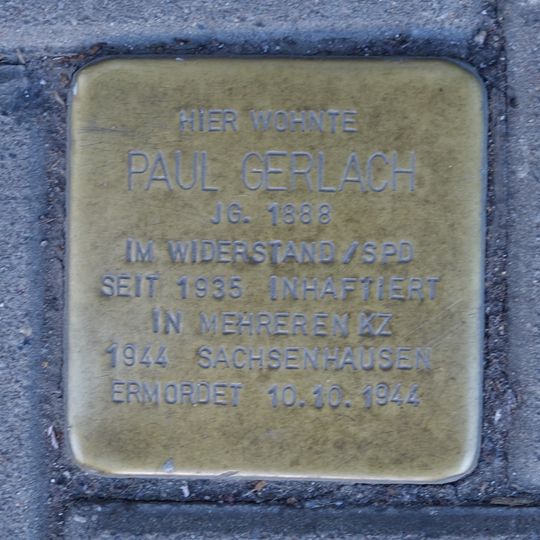 HIER WOHNTE
PAUL GERLACH
JG. 1888
IM WIDERSTAND/SPD
SEIT 1935 INHAFTIERT
IN MEHREREN KZ
1944 SACHSENHAUSEN
ERMORDET 10.10.1944